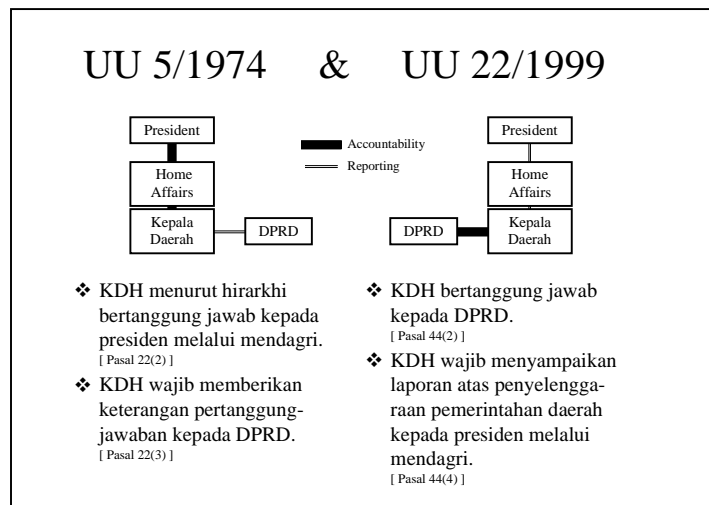 UU 5/1974 & UU 22/1999
President
Home
Affairs
Kepala
Daerah
DPRD
Accountability
Reporting
President
Home
Affairs
DPRD
Kepala
Daerah
❖ KDH menurut hirarkhi
bertanggung jawab kepada
presiden melalui mendagri.
[ Pasal 22(2) ]
❖ KDH wajib memberikan
keterangan pertanggung-
jawaban kepada DPRD.
[ Pasal 22(3) ]
❖ KDH bertanggung jawab
kepada DPRD.
[ Pasal 44(2) ]
❖ KDH wajib menyampaikan
laporan atas penyelengga-
raan pemerintahan daerah
kepada presiden melalui
mendagri.
[ Pasal 44(4) ]